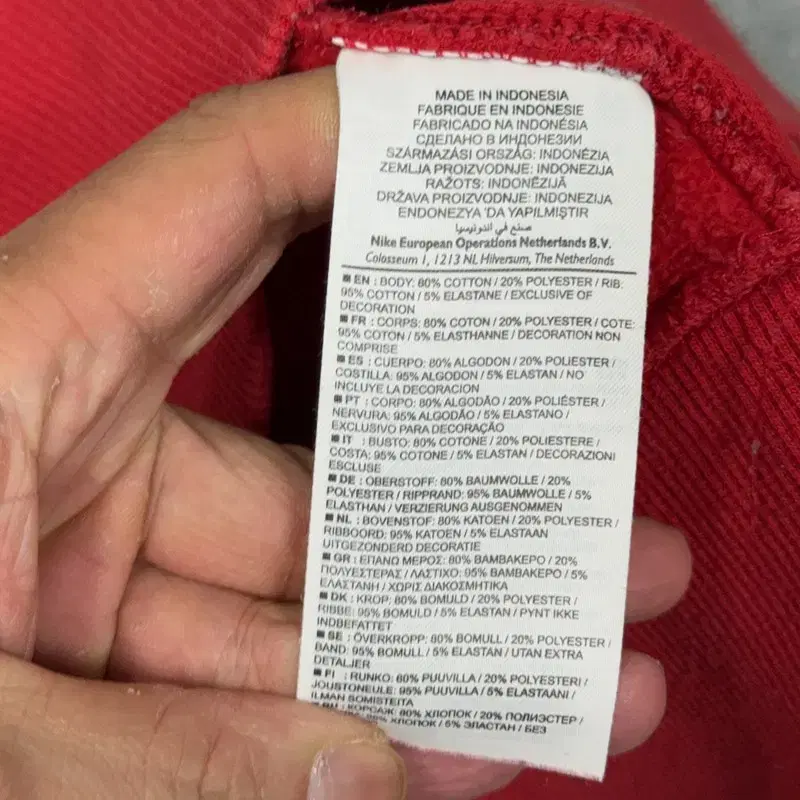 MADE IN INDONESIA
FABRIQUE EN INDONESIE
FABRICADO NA INDONÉSIA
СДЕЛАНО В ИНДОНЕЗИИ
SZÁRMAZÁSI ORSZÁG: INDONÉZIA
ZEMLJA PROIZVODNJE: INDONEZIJA
RAŽOTS: INDONĒZIJĀ
DRŽAVA PROIZVODNJE: INDONEZIJA
ENDONEZYA 'DA YAPILMIŞTIR
صنع في اندونيسيا
Nike European Operations Netherlands B.V.
Colosseum 1, 1213 NL Hilversum, The Netherlands
■ EN : BODY: 80% COTTON / 20% POLYESTER / RIB:
95% COTTON / 5% ELASTANE / EXCLUSIVE OF
DECORATION
■ FR : CORPS: 80% COTON / 20% POLYESTER / COTE:
95% COTON / 5% ELASTHANNE / DECORATION NON
COMPRISE
■ ES : CUERPO: 80% ALGODON / 20% POLIESTER /
COSTILLA: 95% ALGODON / 5% ELASTAN / NO
INCLUYE LA DECORACION
■ PT : CORPO: 80% ALGODÃO / 20% POLIÉSTER /
NERVURA: 95% ALGODÃO / 5% ELASTANO /
EXCLUSIVO PARA DECORAÇÃO
■ IT : BUSTO: 80% COTONE / 20% POLIESTERE /
COSTA: 95% COTONE / 5% ELASTAN / DECORAZIONI
ESCLUSE
■ DE : OBERSTOFF: 80% BAUMWOLLE / 20%
POLYESTER / RIPPRAND: 95% BAUMWOLLE / 5%
ELASTHAN / VERZIERUNG AUSGENOMMEN
■ NL : BOVENSTOF: 80% KATOEN / 20% POLYESTER /
RIBBOORD: 95% KATOEN / 5% ELASTAAN
UITGEZONDERD DECORATIE
■ GR : ΕΠΑΝΩ ΜΕΡΟΣ: 80% ΒΑΜΒΑΚΕΡΟ / 20%
ΠΟΛΥΕΣΤΕΡΑΣ / ΛΑΣΤΙΧΟ: 95% ΒΑΜΒΑΚΕΡΟ / 5%
ΕΛΑΣΤΑΝΗ / ΧΩΡΙΣ ΔΙΑΚΟΣΜΗΤΙΚΑ
■ DK : KROP: 80% BOMULD / 20% POLYESTER /
RIBBE: 95% BOMULD / 5% ELASTAN / PYNT IKKE
INDBEFATTET
■ SE : ÖVERKROPP: 80% BOMULL / 20% POLYESTER /
BAND: 95% BOMULL / 5% ELASTAN / UTAN EXTRA
DETALJER
■ FI : RUNKO: 80% PUUVILLA / 20% POLYESTERI /
JOUSTONEULE: 95% PUUVILLA / 5% ELASTAANI /
ILMAN SOMISTEITA
■ RU : КОРСАЖ: 80% ХЛОПОК / 20% ПОЛИЭСТЕР /
ХЛОПОК / 5% ЭЛАСТАН / БЕЗ